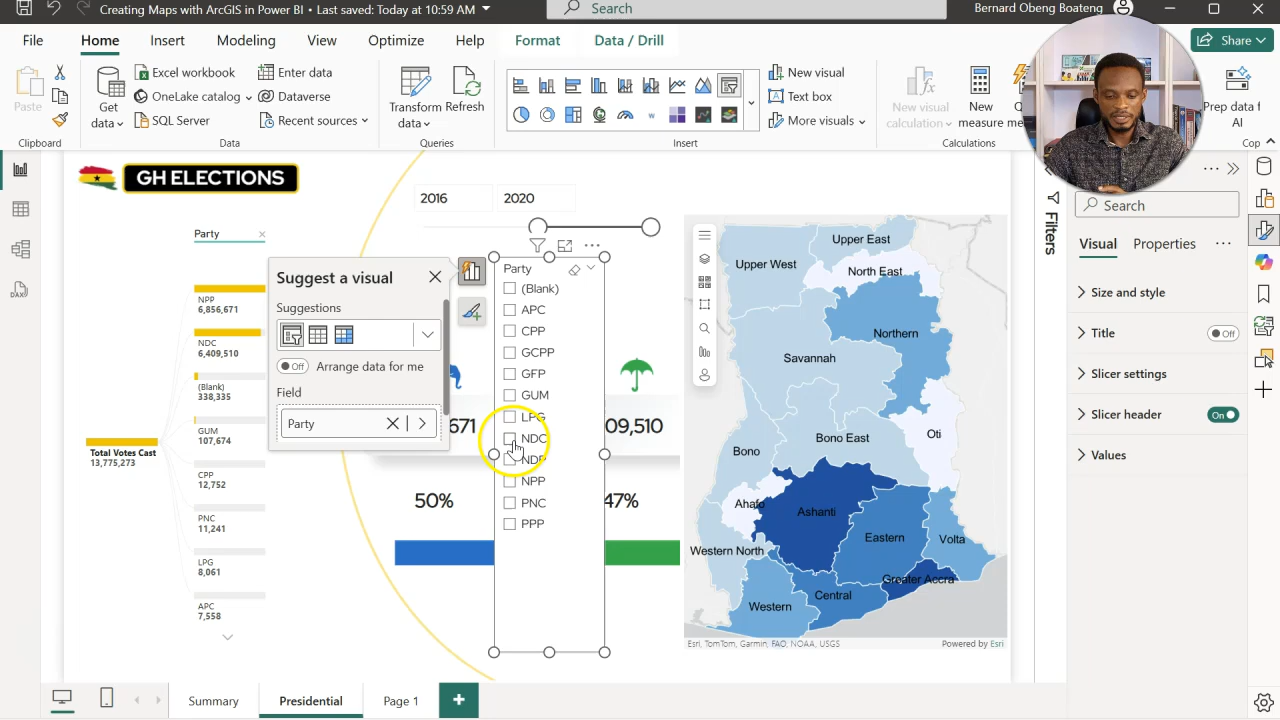 Creating Maps with ArcGIS in Power BI • Last saved: Today at 10:59 AM
Search
Bernard Obeng Boateng
File
Home
Insert
Modeling
View
Optimize
Help
Format
Data / Drill
Share
Paste
Get data
Excel workbook
OneLake catalog
SQL Server
Enter data
Dataverse
Recent sources
Transform data
Refresh
New visual
Text box
More visuals
New visual calculation
New measure
Prep data f
AI
Clipboard
Data
Queries
Insert
Calculations
Cop
GH ELECTIONS
2016
2020
Party
NPP
6,856,671
NDC
6,409,510
(Blank)
338,335
GUM
107,674
CPP
12,752
PNC
11,241
LPG
8,061
APC
7,558
Total Votes Cast
13,775,273
Suggest a visual
Suggestions
Off
Arrange data for me
Field
Party
671
09,510
50%
47%
Party
(Blank)
APC
CPP
GCPP
GFP
GUM
LPG
NDC
NDP
NPP
PNC
PPP
Upper East
Upper West
North East
Northern
Savannah
Bono East
Oti
Bono
Ahafo
Ashanti
Eastern
Volta
Western North
Greater Accra
Central
Western
Esri, TomTom, Garmin, FAO, NOAA, USGS
Powered by Esri
Filters
Search
Visual
Properties
Size and style
Title
Off
Slicer settings
Slicer header
On
Values
DAX
Summary
Presidential
Page 1